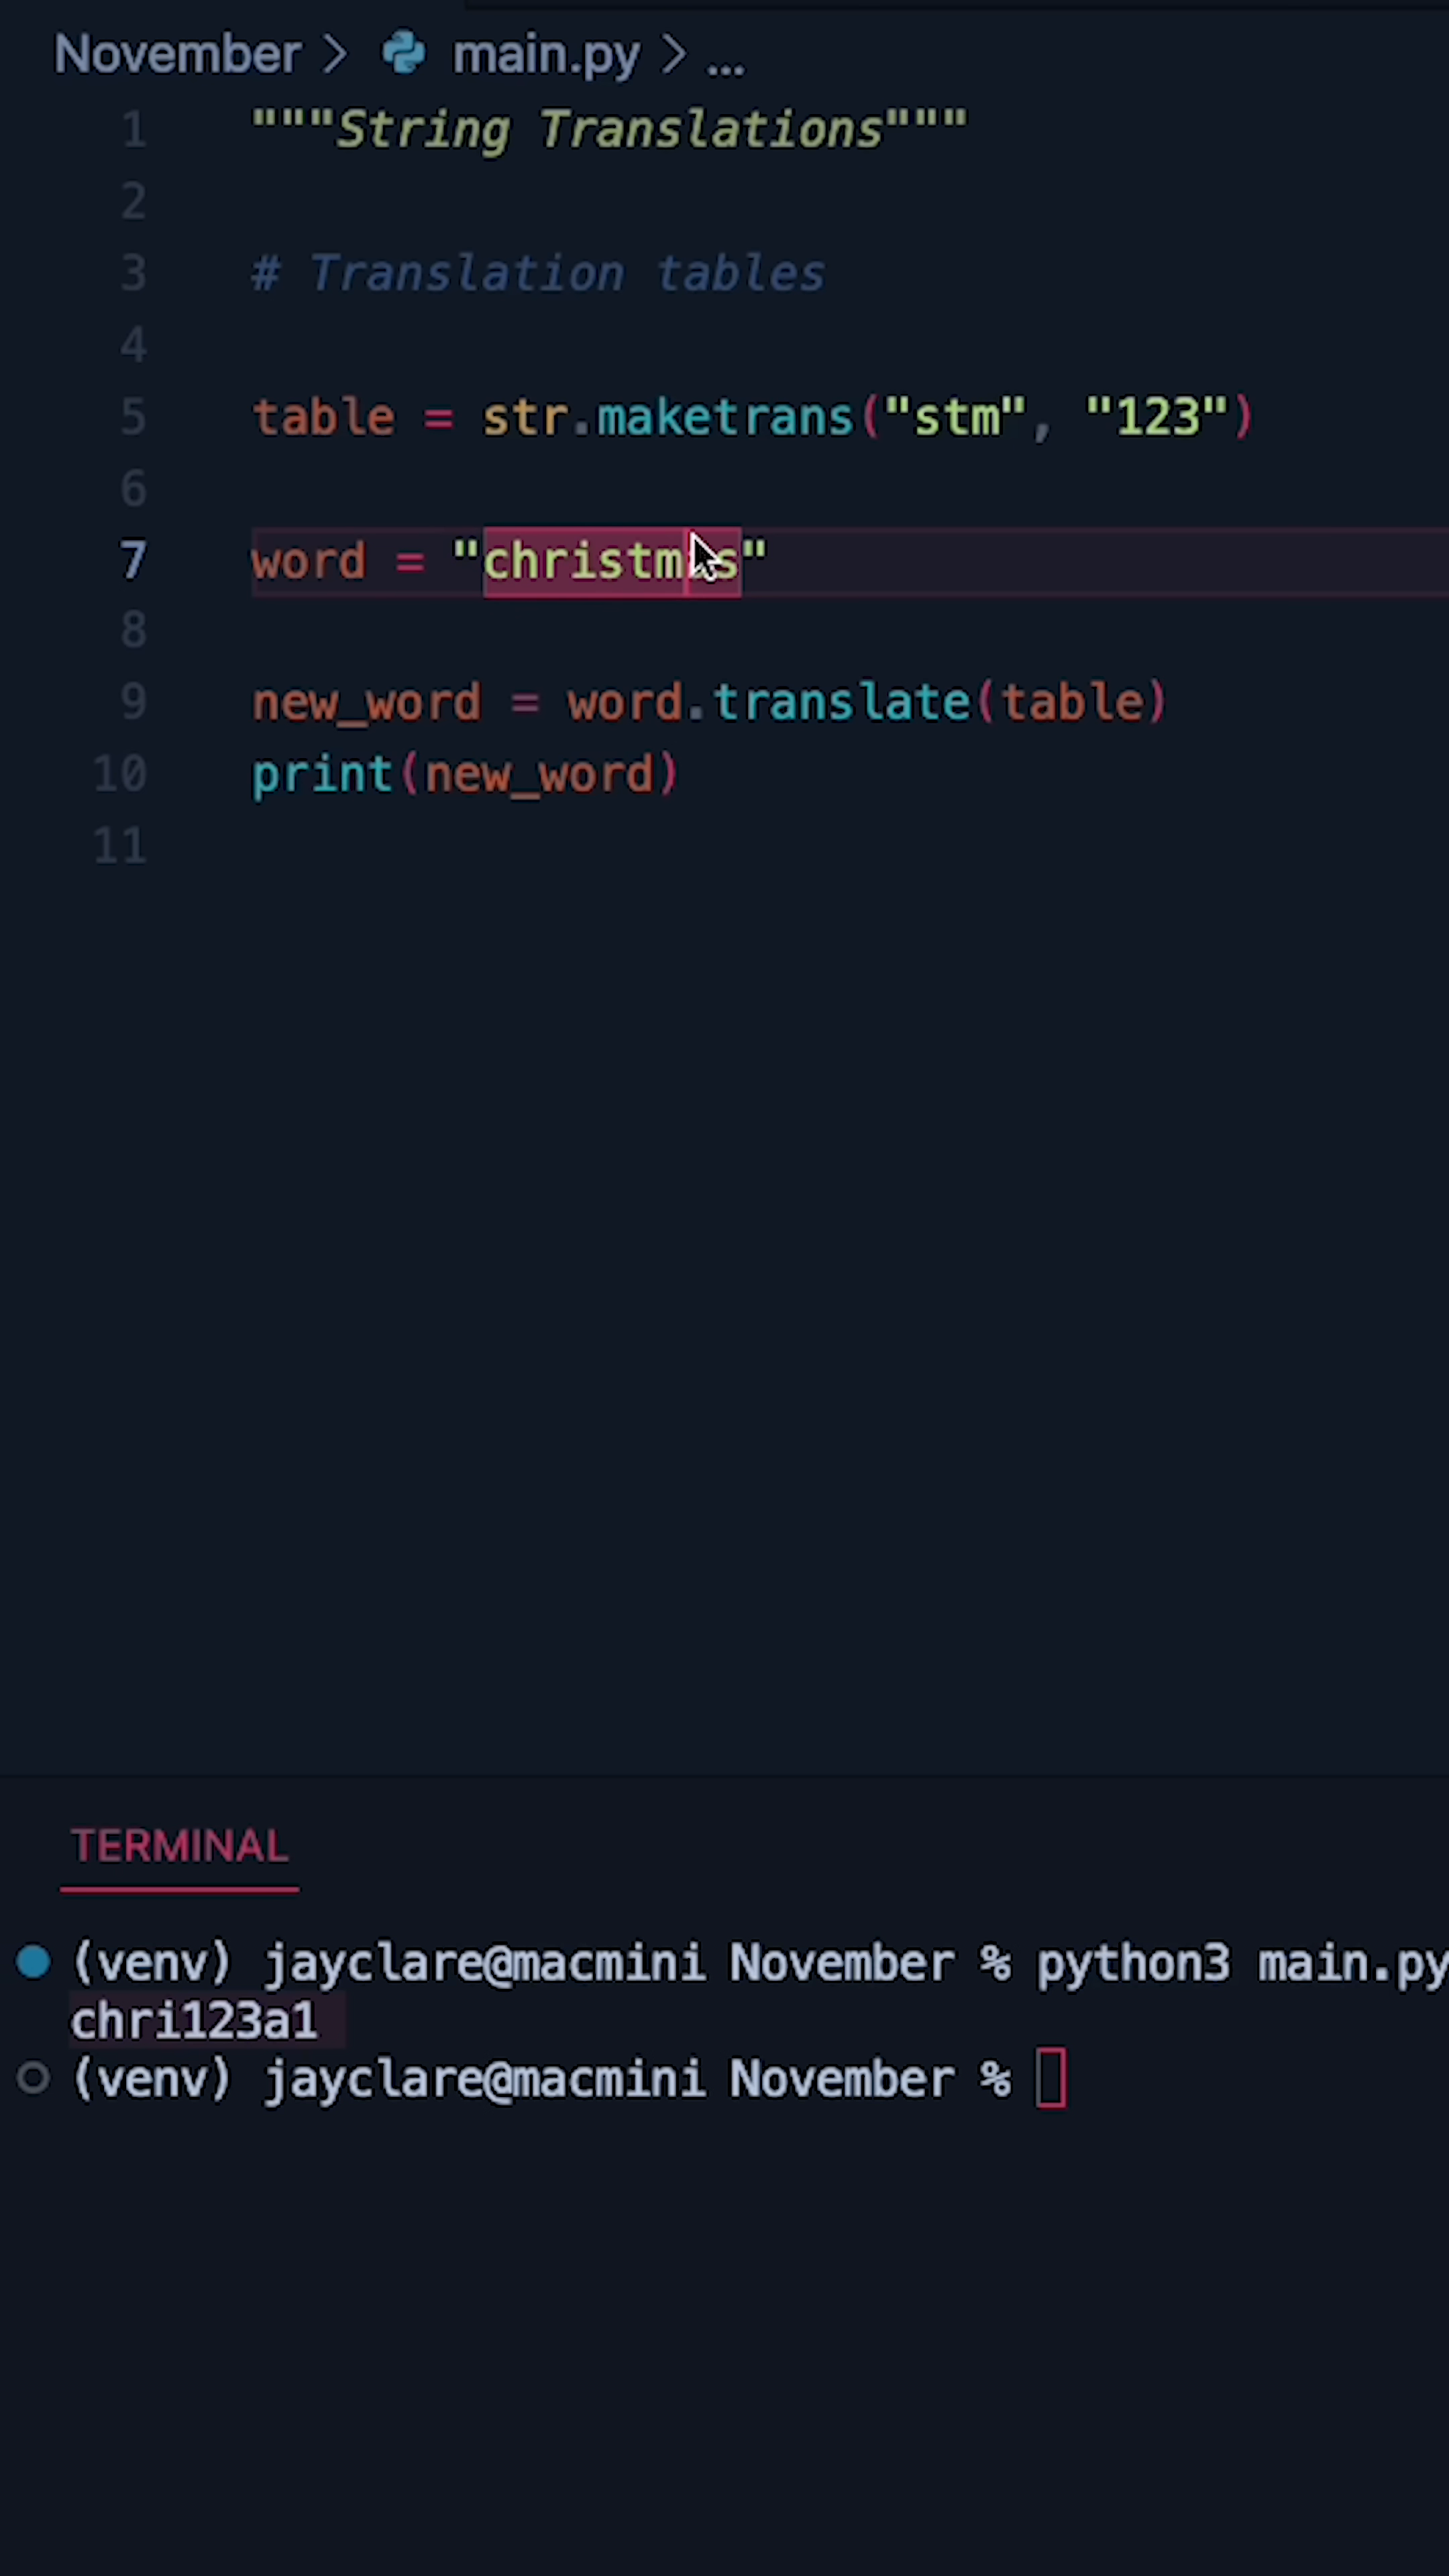 November > main.py > ...
1 """String Translations"""
2
3 # Translation tables
4
5 table = str.maketrans("stm", "123")
6
7 word = "christmas"
8
9 new_word = word.translate(table)
10 print(new_word)
11
TERMINAL
(venv) jayclare@macmini November % python3 main.py
chri123a1
(venv) jayclare@macmini November %